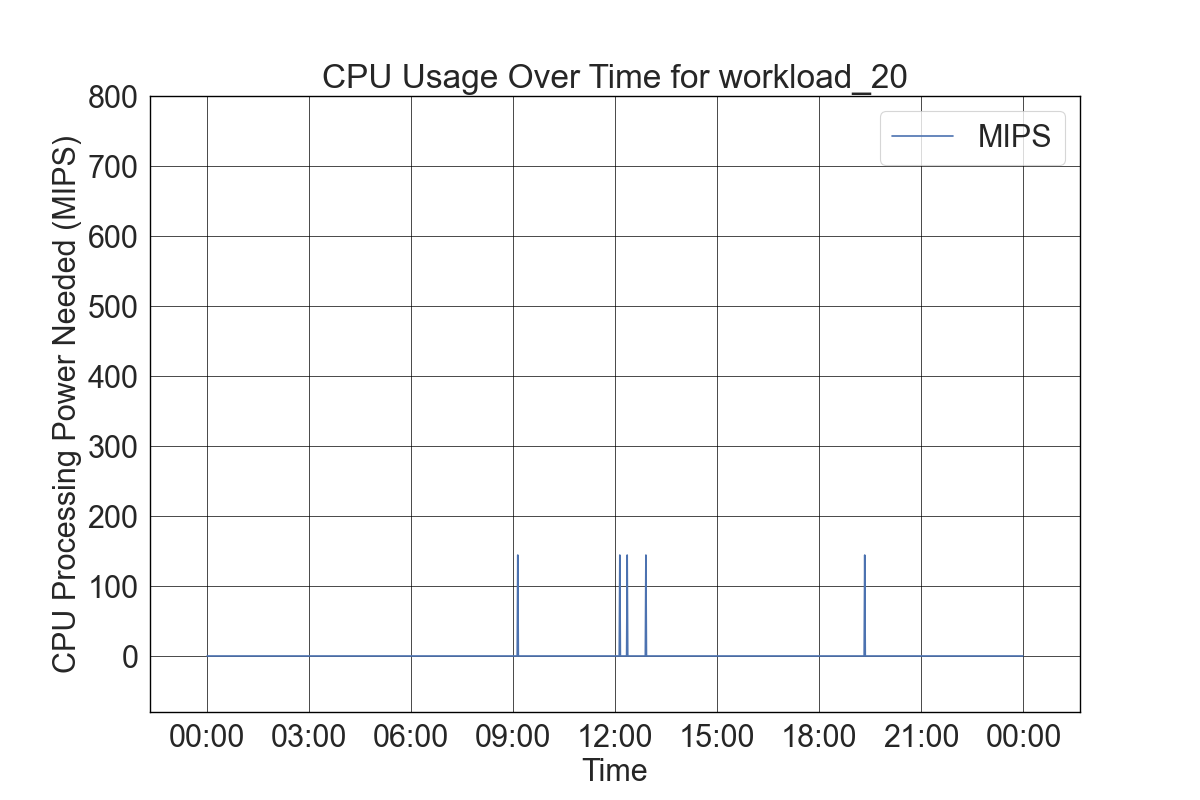 CPU Usage Over Time for workload_20
MIPS
CPU Processing Power Needed (MIPS)
800
700
600
500
400
300
200
100
0
00:00 03:00 06:00 09:00 12:00 15:00 18:00 21:00 00:00
Time